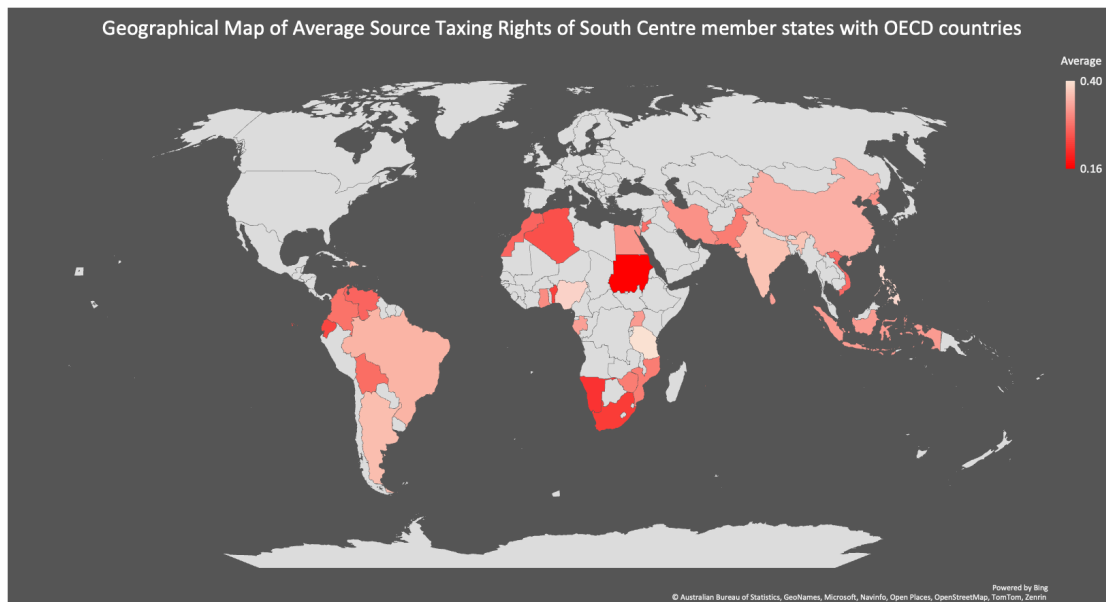 Geographical Map of Average Source Taxing Rights of South Centre member states with OECD countries
Average
0.40
0.16
Powered by Bing
© Australian Bureau of Statistics, GeoNames, Microsoft, Navinfo, Open Places, OpenStreetMap, TomTom, Zenrin